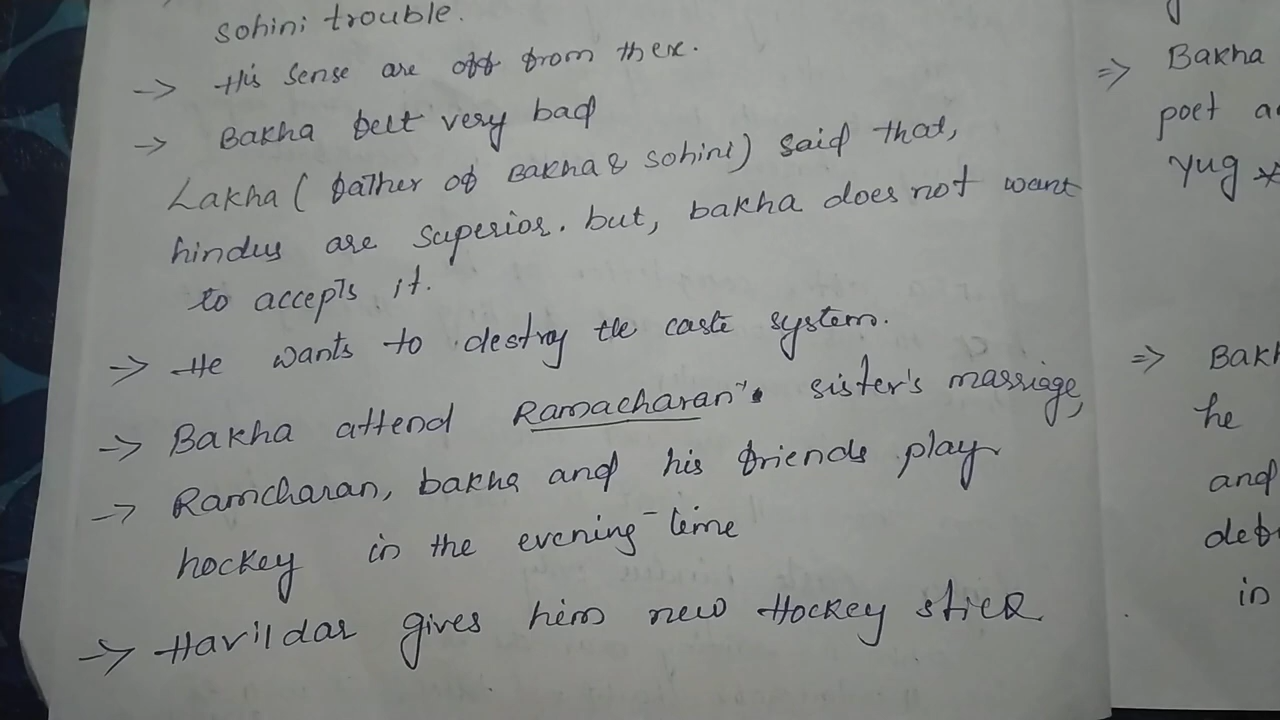 sohini trouble.
-> His sense are off from there.
-> Bakha felt very bad
Lakha ( father of Bakha & sohini) said that,
hindus are superior. but, bakha does not want
to accepts it.
-> He wants to destroy the caste system.
-> Bakha attend Ramacharan's sister's marriage,
-> Ramcharan, bakha and his friends play
hockey in the evening-time
-> Havildar gives him new Hockey stick
=> Bakha
poet
yug *
=>
he
and
in